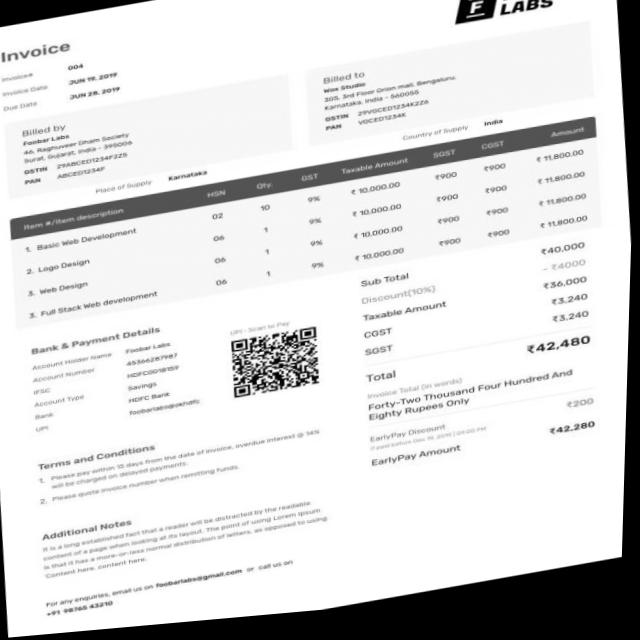 F
LABS
Invoice
Invoice# 004
Invoice Date JUN 19, 2019
Due Date JUN 28, 2019
Billed by
Foobar Labs
46, Raghuveer Dham Society
Surat, Gujarat, India - 395006
GSTIN 29ABCED1234F2Z5
PAN ABCED1234F
Billed to
Wox Studio
305, 3rd Floor Orion mall, Bengaluru,
Karnataka, India - 560055
GSTIN 29VGCED1234K2Z6
PAN VGCED1234K
Place of Supply Karnataka
Country of Supply India
Item #/Item description HSN Qty. GST Taxable Amount SGST CGST Amount
1. Basic Web Development 02 10 9% ₹ 10,000.00 ₹900 ₹900 ₹ 11,800.00
2. Logo Design 06 1 9% ₹ 10,000.00 ₹900 ₹900 ₹ 11,800.00
3. Web Design 06 1 9% ₹ 10,000.00 ₹900 ₹900 ₹ 11,800.00
3. Full Stack Web development 06 1 9% ₹ 10,000.00 ₹900 ₹900 ₹ 11,800.00
Sub Total ₹40,000
Discount(10%) - ₹4000
Taxable Amount ₹36,000
CGST ₹3,240
SGST ₹3,240
Total ₹42,480
Invoice Total (in words)
Forty-Two Thousand Four Hundred And
Eighty Rupees Only
EarlyPay Discount ₹200
EarlyPay Amount ₹42,280
Bank & Payment Details
Account Holder Name Foobar Labs
Account Number 45366287987
IFSC HDFC0018159
Account Type Savings
Bank HDFC Bank
UPI foobarlabs@okhdfc
UPI - Scan to Pay
Terms and Conditions
1. Please pay within 15 days from the date of invoice, overdue interest @ 14%
will be charged on delayed payments.
2. Please quote invoice number when remitting funds.
Additional Notes
It is a long established fact that a reader will be distracted by the readable
content of a page when looking at its layout. The point of using Lorem Ipsum
is that it has a more-or-less normal distribution of letters, as opposed to using
'Content here, content here.
For any enquiries, email us on foobarlabs@gmail.com or call us on
+91 98765 43210